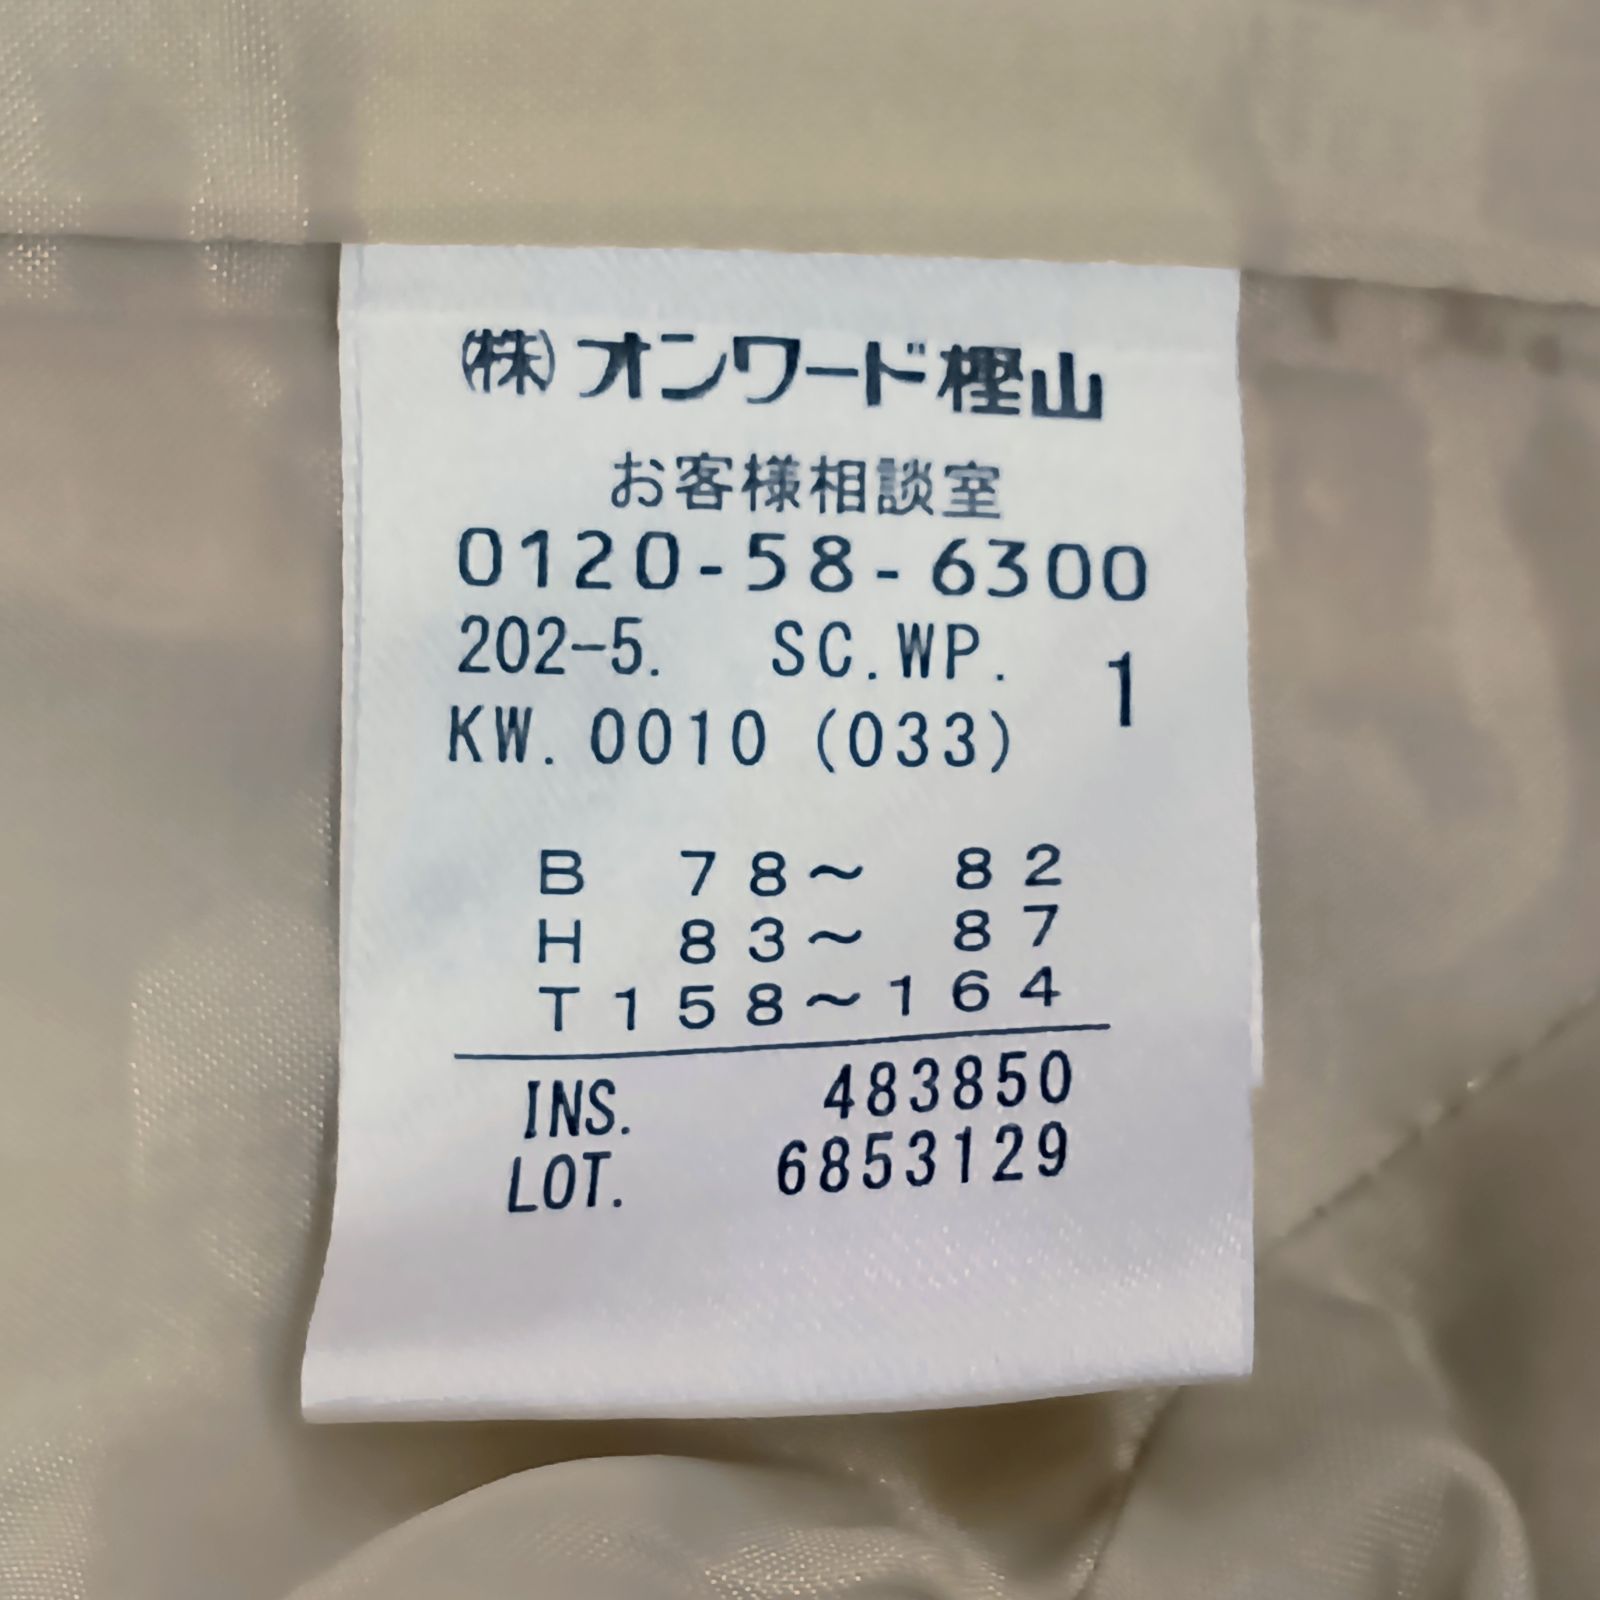 ㈱オンワード樫山
お客様相談室
0120-58-6300
202-5. SC.WP. 1
KW. 0010 (033)
B 78～ 82
H 83～ 87
T158～164
INS. 483850
LOT. 6853129